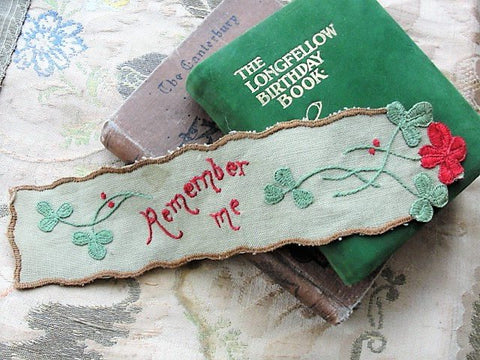 The Canterbury
THE
LONGFELLOW
BIRTHDAY
BOOK
Remember
me